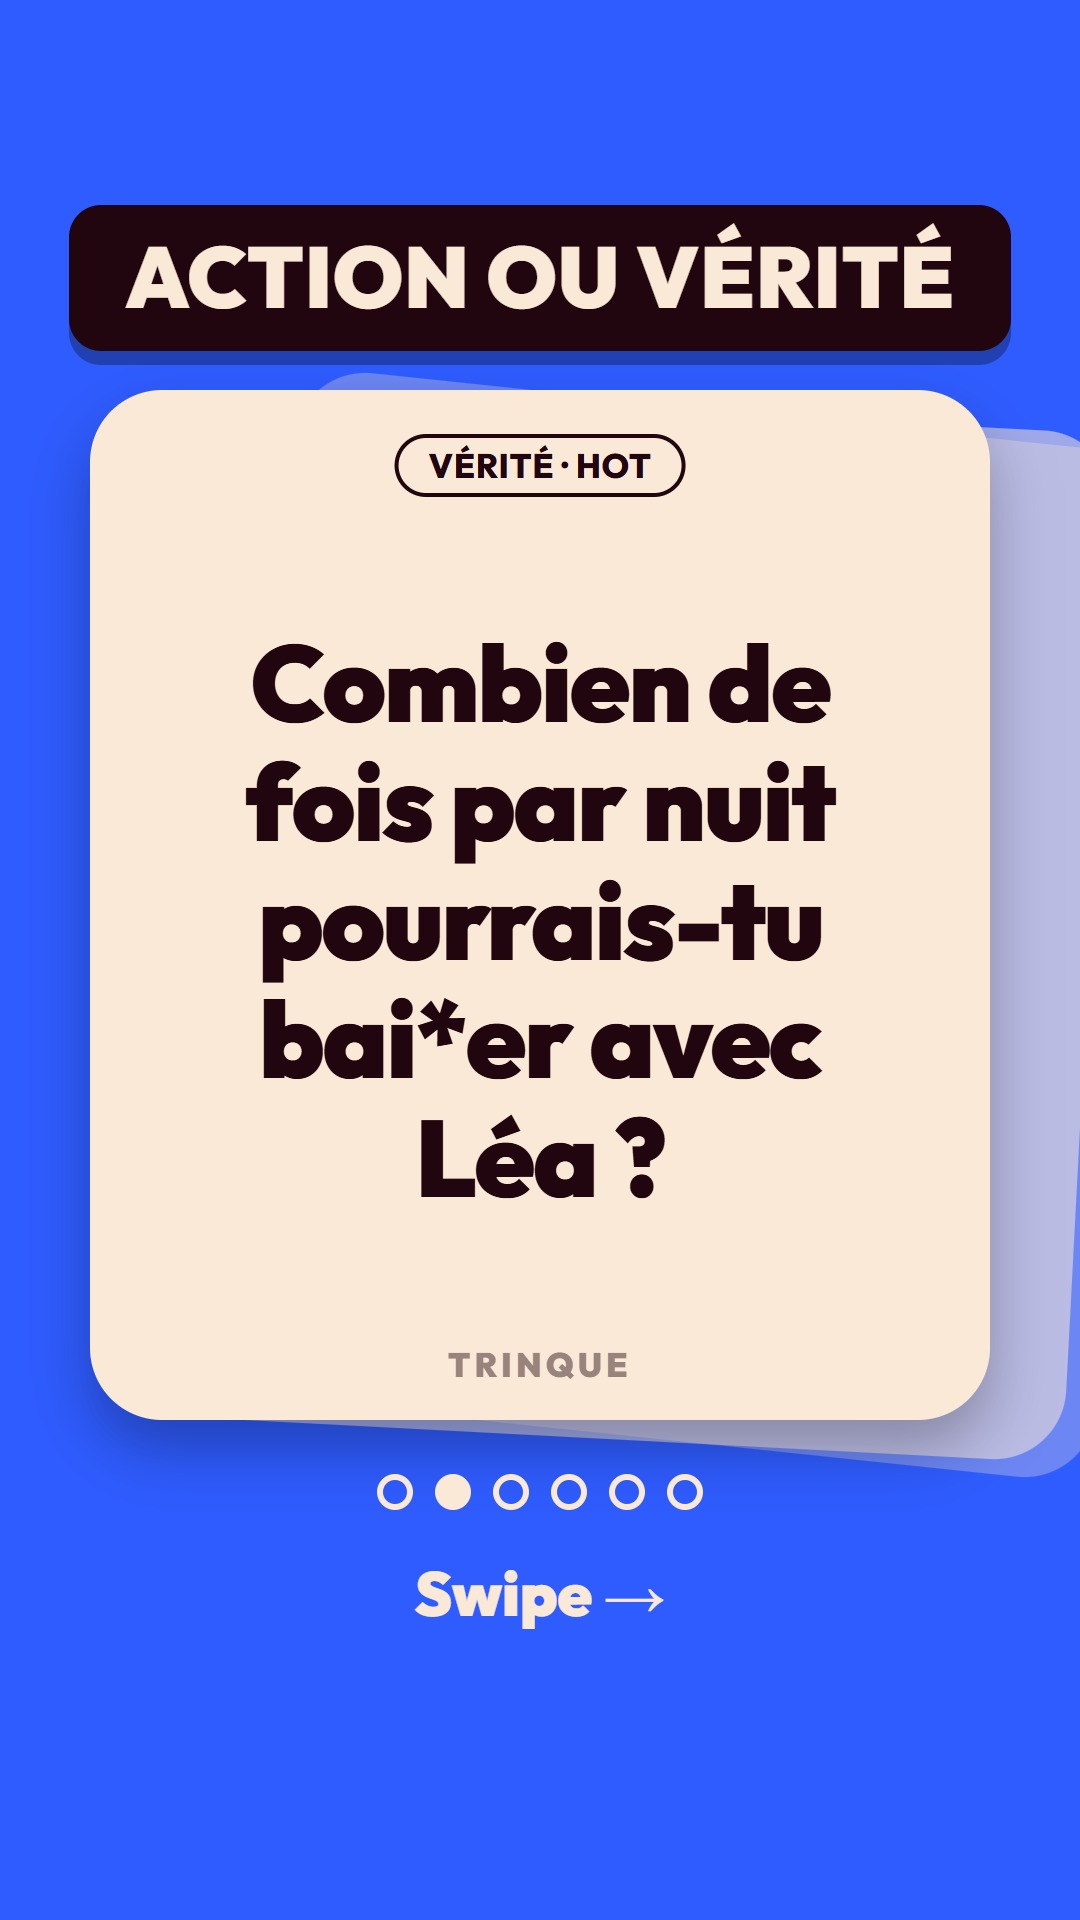 ACTION OU VÉRITÉ
VÉRITÉ · HOT
Combien de
fois par nuit
pourrais-tu
bai*er avec
Léa ?
TRINQUE
Swipe →